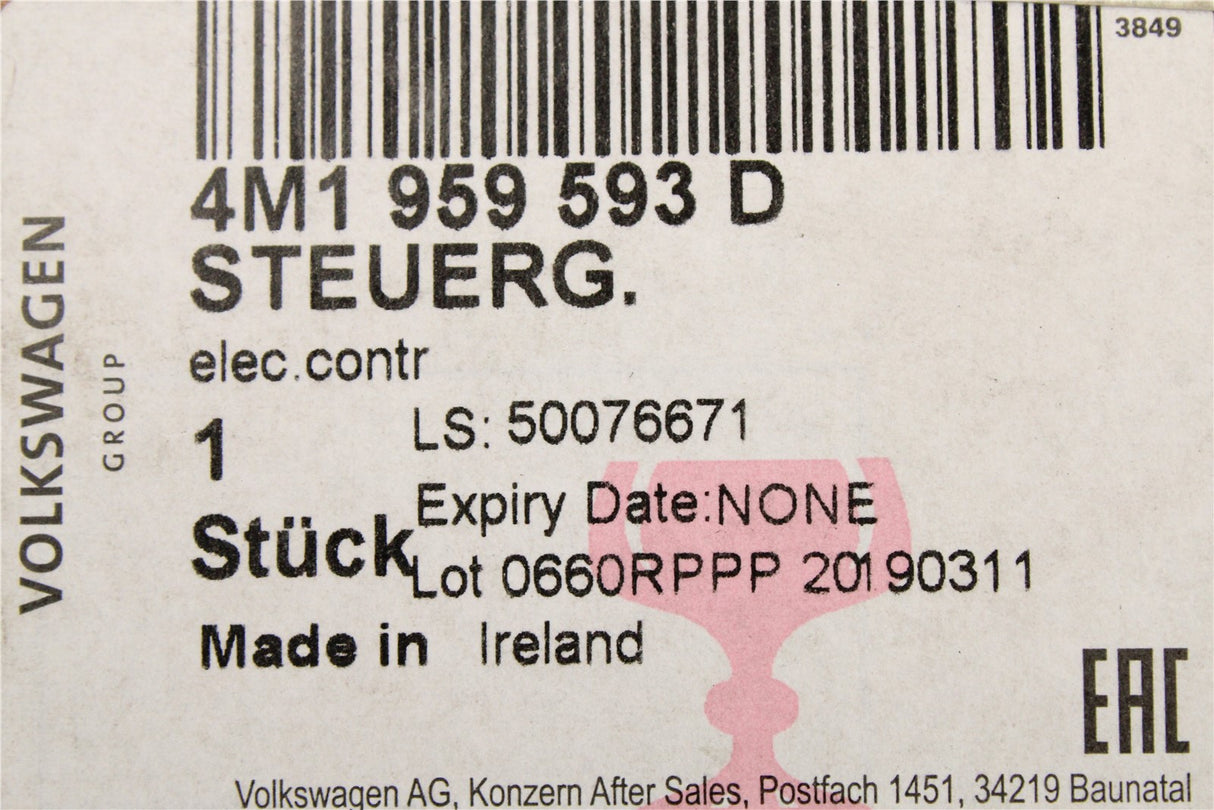 3849
4M1 959 593 D
STEUERG.
elec.contr
1
LS: 50076671
Expiry Date:NONE
Stück
Lot 0660RPPP 20190311
Made in Ireland
VOLKSWAGEN
GROUP
EAC
Volkswagen AG, Konzern After Sales, Postfach 1451, 34219 Baunatal